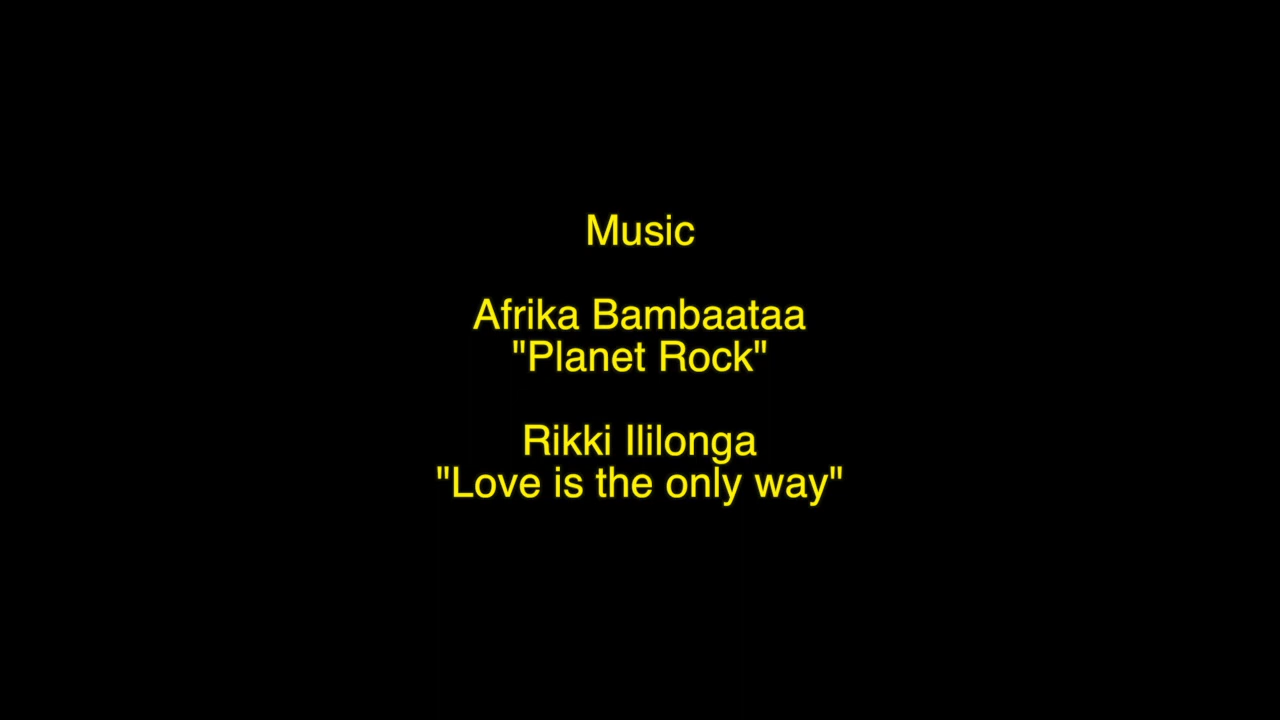 Music
Afrika Bambaataa
"Planet Rock"
Rikki Ililonga
"Love is the only way"